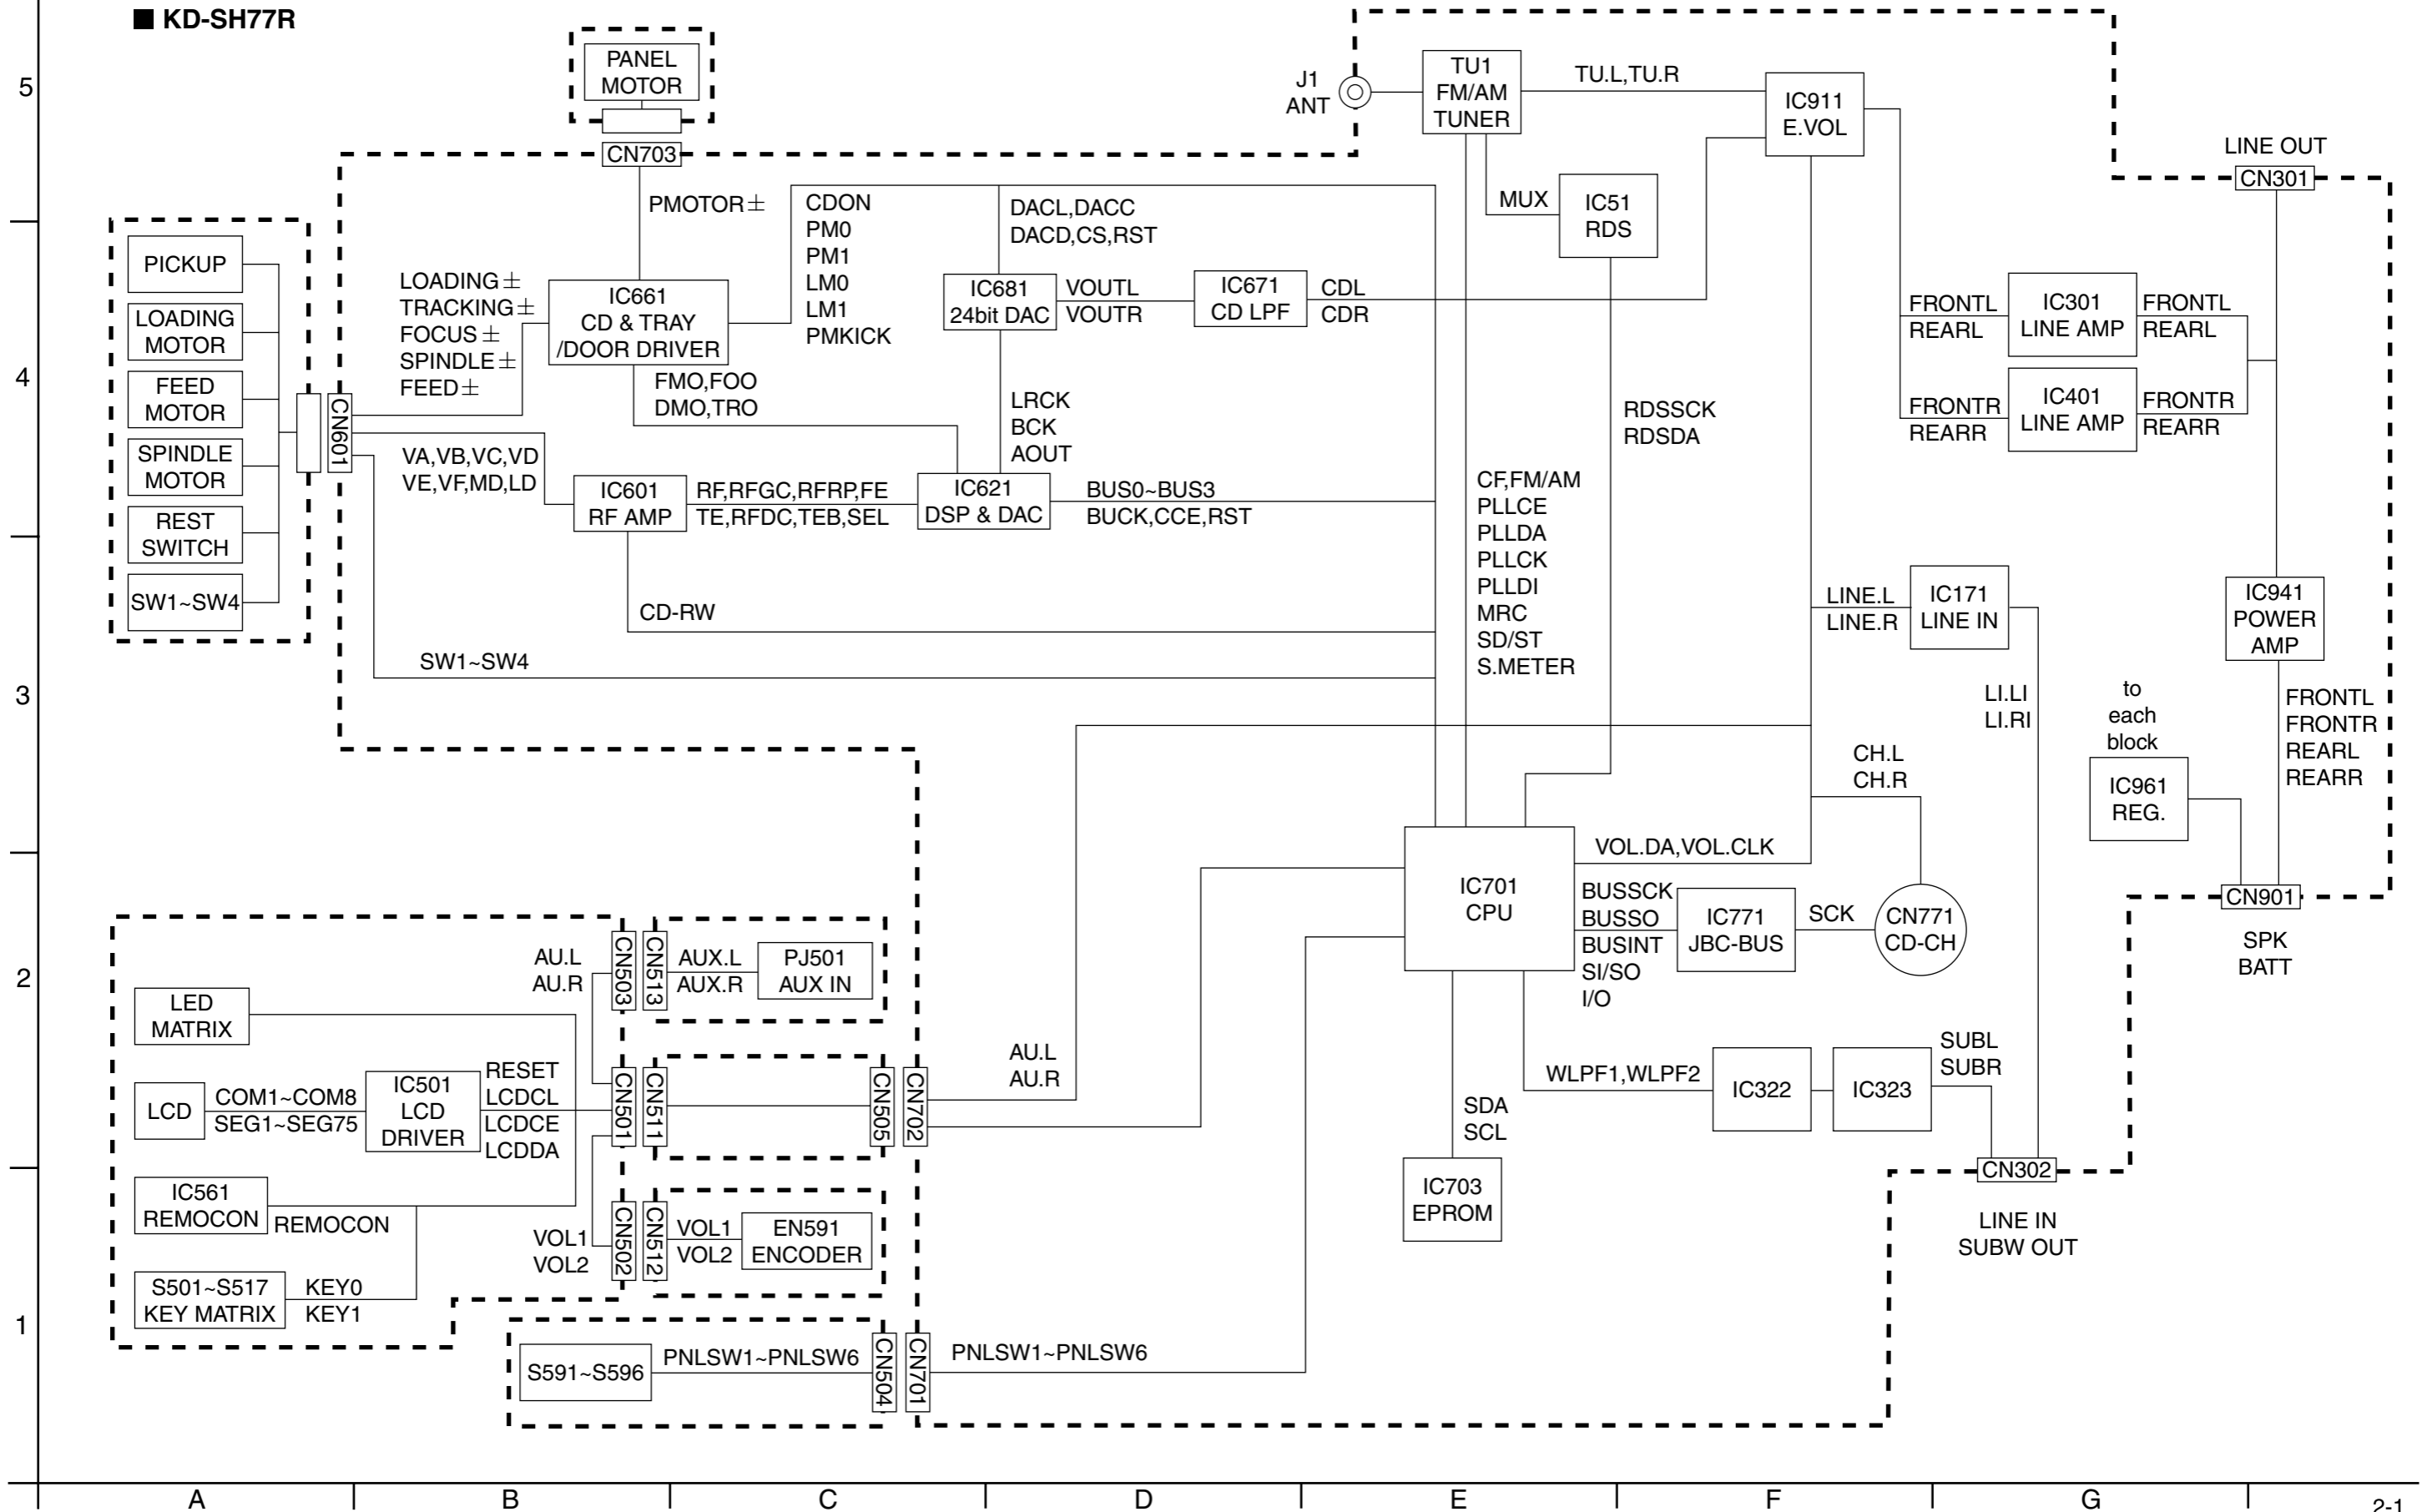 ■ KD-SH77R
PANEL
MOTOR
CN703
PMOTOR±
J1
ANT
TU1
FM/AM
TUNER
TU.L,TU.R
IC911
E.VOL
LINE OUT
CN301
MUX
IC51
RDS
CDON
PM0
PM1
LM0
LM1
PMKICK
DACL,DACC
DACD,CS,RST
PICKUP
LOADING
MOTOR
FEED
MOTOR
SPINDLE
MOTOR
REST
SWITCH
SW1~SW4
CN601
LOADING±
TRACKING±
FOCUS±
SPINDLE±
FEED±
IC661
CD & TRAY
/DOOR DRIVER
FMO,FOO
DMO,TRO
IC681
24bit DAC
VOUTL
VOUTR
IC671
CD LPF
CDL
CDR
LRCK
BCK
AOUT
VA,VB,VC,VD
VE,VF,MD,LD
IC601
RF AMP
RF,RFGC,RFRP,FE
TE,RFDC,TEB,SEL
IC621
DSP & DAC
BUS0~BUS3
BUCK,CCE,RST
CD-RW
SW1~SW4
CF,FM/AM
PLLCE
PLLDA
PLLCK
PLLDI
MRC
SD/ST
S.METER
RDSSCK
RDSDA
FRONTL
REARL
IC301
LINE AMP
FRONTL
REARL
FRONTR
REARR
IC401
LINE AMP
FRONTR
REARR
LINE.L
LINE.R
IC171
LINE IN
LI.LI
LI.RI
IC941
POWER
AMP
FRONTL
FRONTR
REARL
REARR
to
each
block
IC961
REG.
CN901
SPK
BATT
CH.L
CH.R
VOL.DA,VOL.CLK
IC701
CPU
BUSSCK
BUSSO
BUSINT
SI/SO
I/O
IC771
JBC-BUS
SCK
CN771
CD-CH
WLPF1,WLPF2
IC322
IC323
SUBL
SUBR
CN302
LINE IN
SUBW OUT
SDA
SCL
IC703
EPROM
AU.L
AU.R
CN503
CN513
AUX.L
AUX.R
PJ501
AUX IN
LED
MATRIX
LCD
COM1~COM8
SEG1~SEG75
IC501
LCD
DRIVER
RESET
LCDCL
LCDCE
LCDDA
CN501
CN511
CN505
CN702
AU.L
AU.R
IC561
REMOCON
REMOCON
S501~S517
KEY MATRIX
KEY0
KEY1
VOL1
VOL2
CN502
CN512
VOL1
VOL2
EN591
ENCODER
S591~S596
PNLSW1~PNLSW6
CN504
CN701
PNLSW1~PNLSW6
5
4
3
2
1
A
B
C
D
E
F
G
2-1